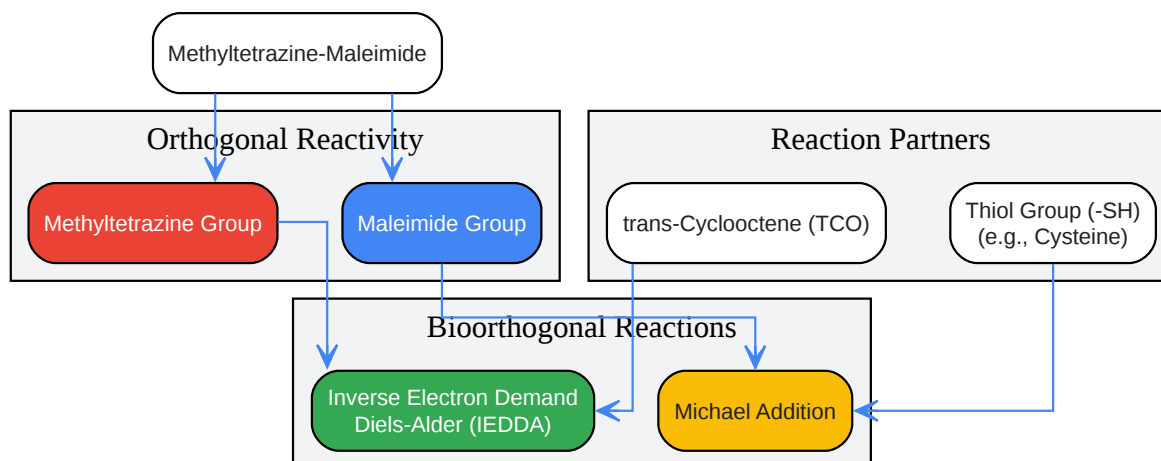 Methyltetrazine-Maleimide
Orthogonal Reactivity
Reaction Partners
Methyltetrazine Group
Maleimide Group
trans-Cyclooctene (TCO)
Thiol Group (-SH)
(e.g., Cysteine)
Bioorthogonal Reactions
Inverse Electron Demand
Diels-Alder (IEDDA)
Michael Addition